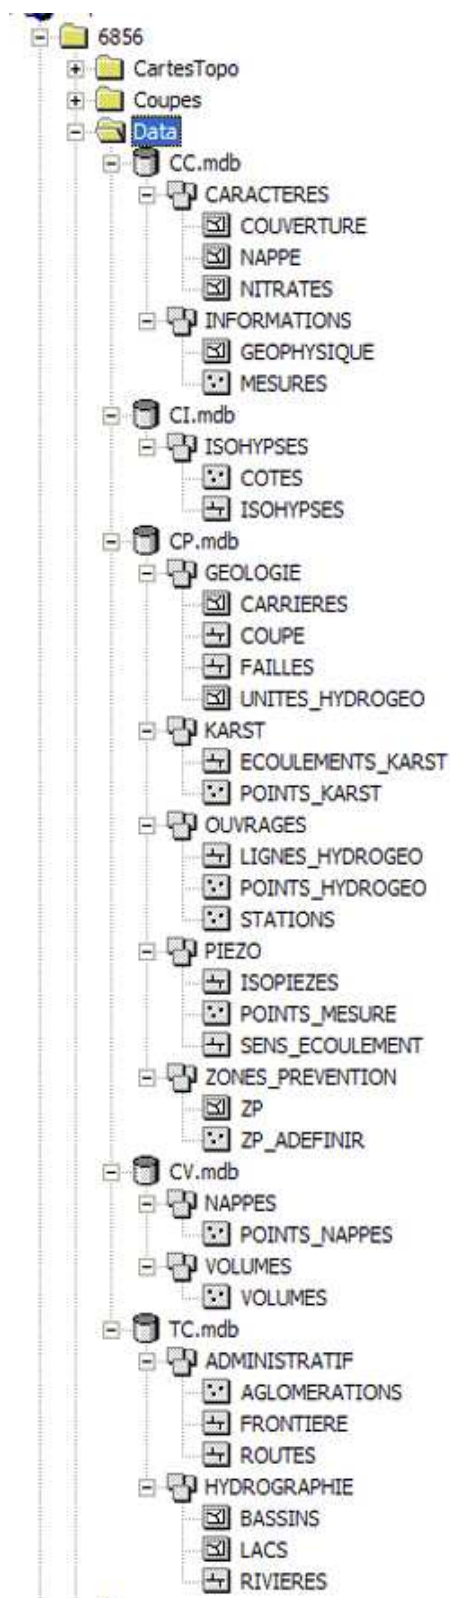 6856
CartesTopo
Coupes
Data
CC.mdb
CARACTERES
COUVERTURE
NAPPE
NITRATES
INFORMATIONS
GEOPHYSIQUE
MESURES
CI.mdb
ISOHYPSES
COTES
ISOHYPSES
CP.mdb
GEOLOGIE
CARRIERES
COUPE
FAILLES
UNITES_HYDROGEO
KARST
ECOULEMENTS_KARST
POINTS_KARST
OUVRAGES
LIGNES_HYDROGEO
POINTS_HYDROGEO
STATIONS
PIEZO
ISOPIEZES
POINTS_MESURE
SENS_ECOULEMENT
ZONES_PREVENTION
ZP
ZP_ADEFINIR
CV.mdb
NAPPES
POINTS_NAPPES
VOLUMES
VOLUMES
TC.mdb
ADMINISTRATIF
AGLOMERATIONS
FRONTIERE
ROUTES
HYDROGRAPHIE
BASSINS
LACS
RIVIERES